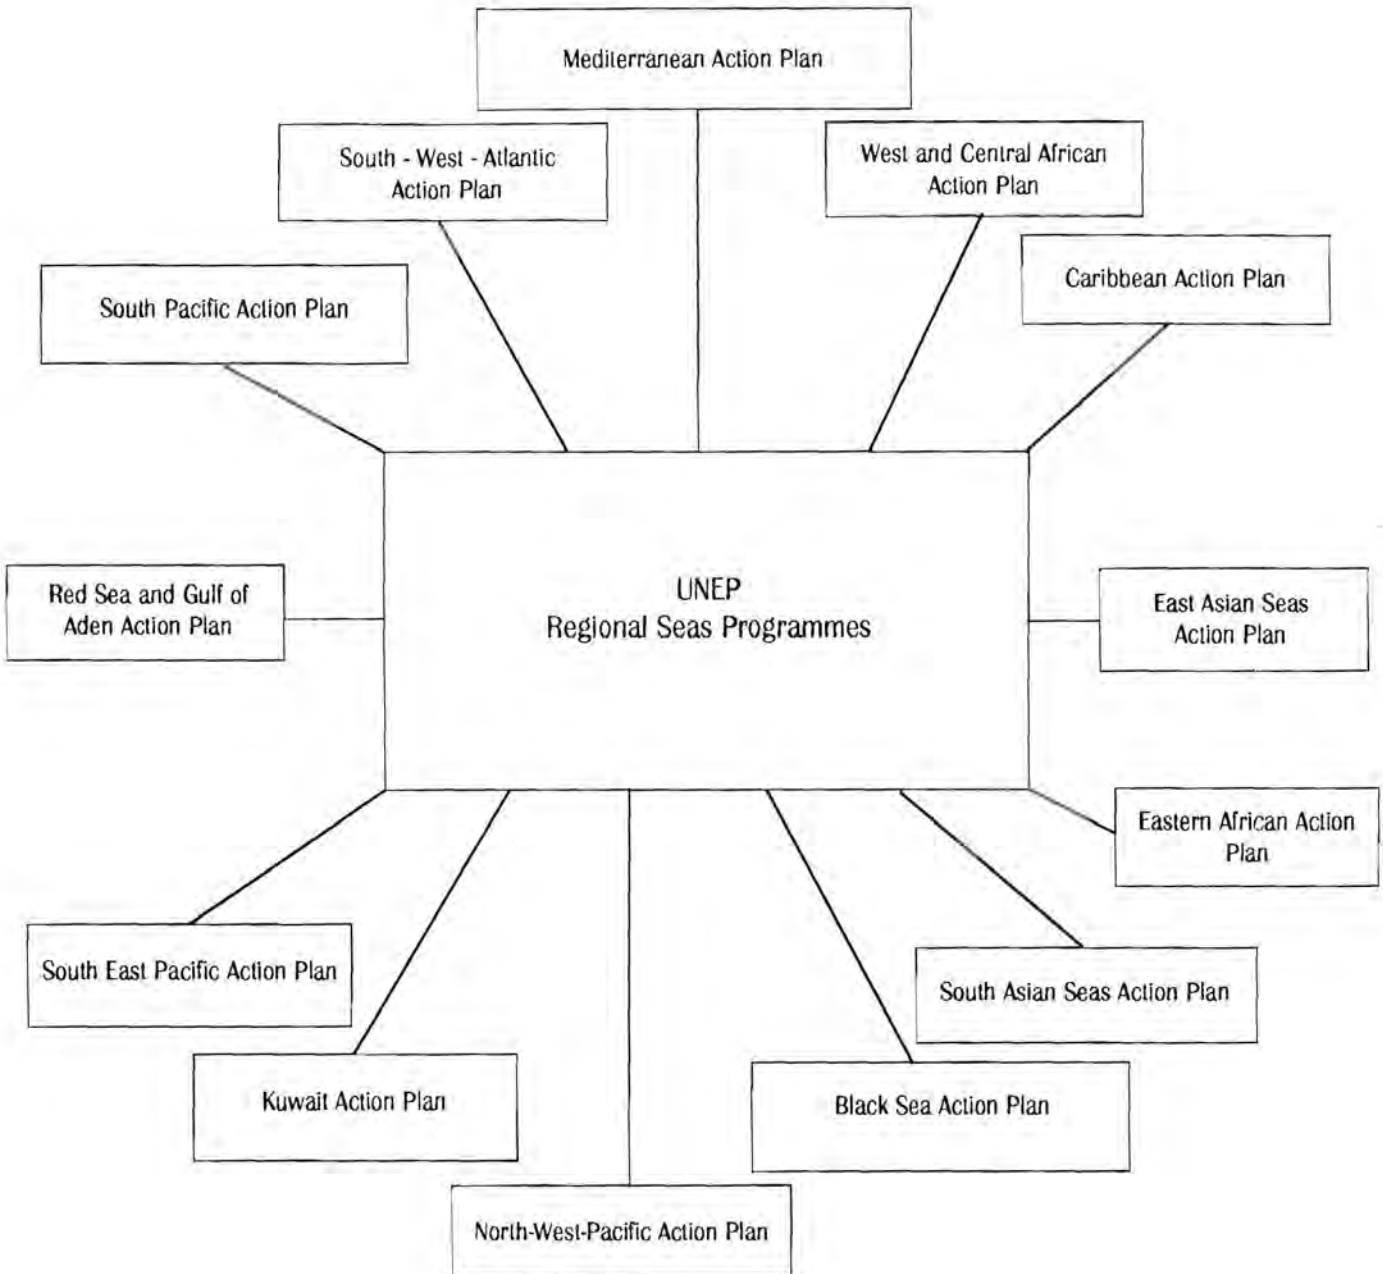 Mediterranean Action Plan
South - West - Atlantic
Action Plan
West and Central African
Action Plan
Caribbean Action Plan
South Pacific Action Plan
UNEP
Regional Seas Programmes
Red Sea and Gulf of
Aden Action Plan
East Asian Seas
Action Plan
Eastern African Action
Plan
South East Pacific Action Plan
South Asian Seas Action Plan
Kuwait Action Plan
Black Sea Action Plan
North-West-Pacific Action Plan